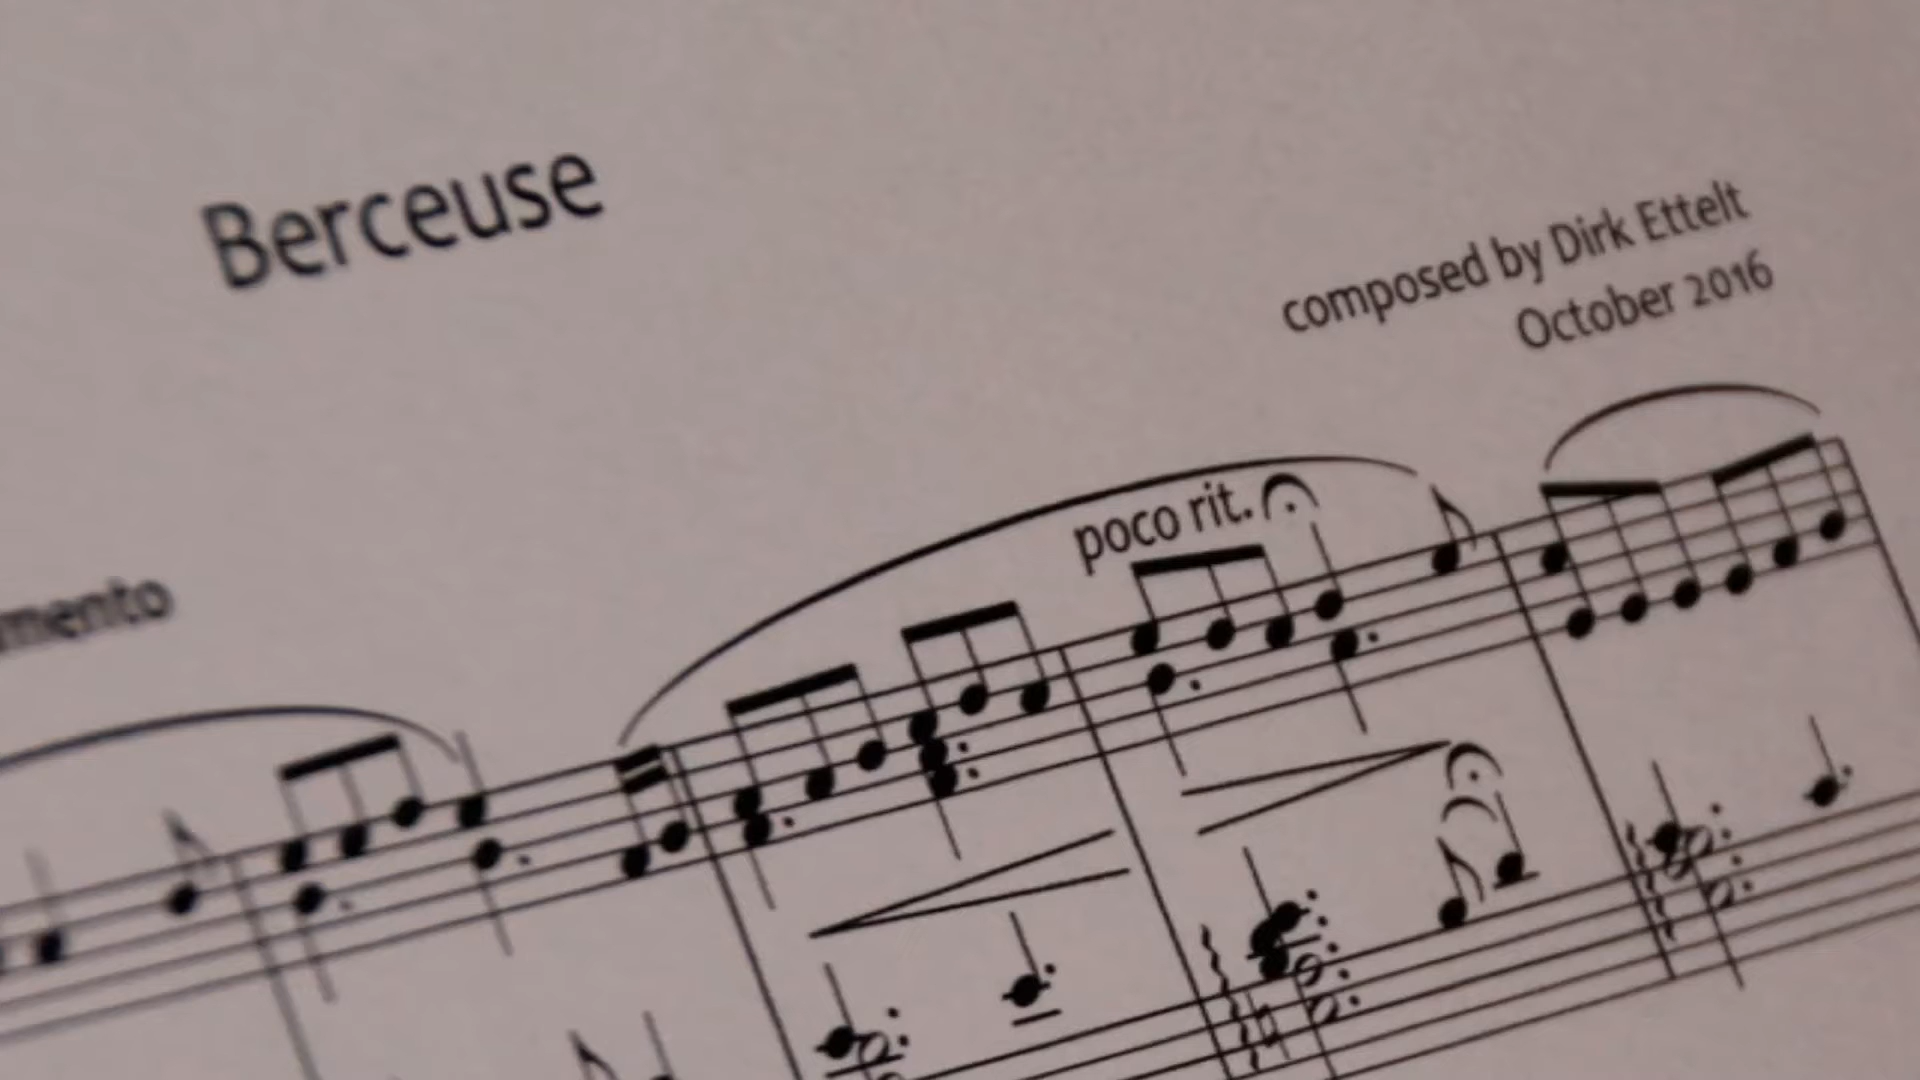 Berceuse
composed by Dirk Ettelt
October 2016
poco rit.